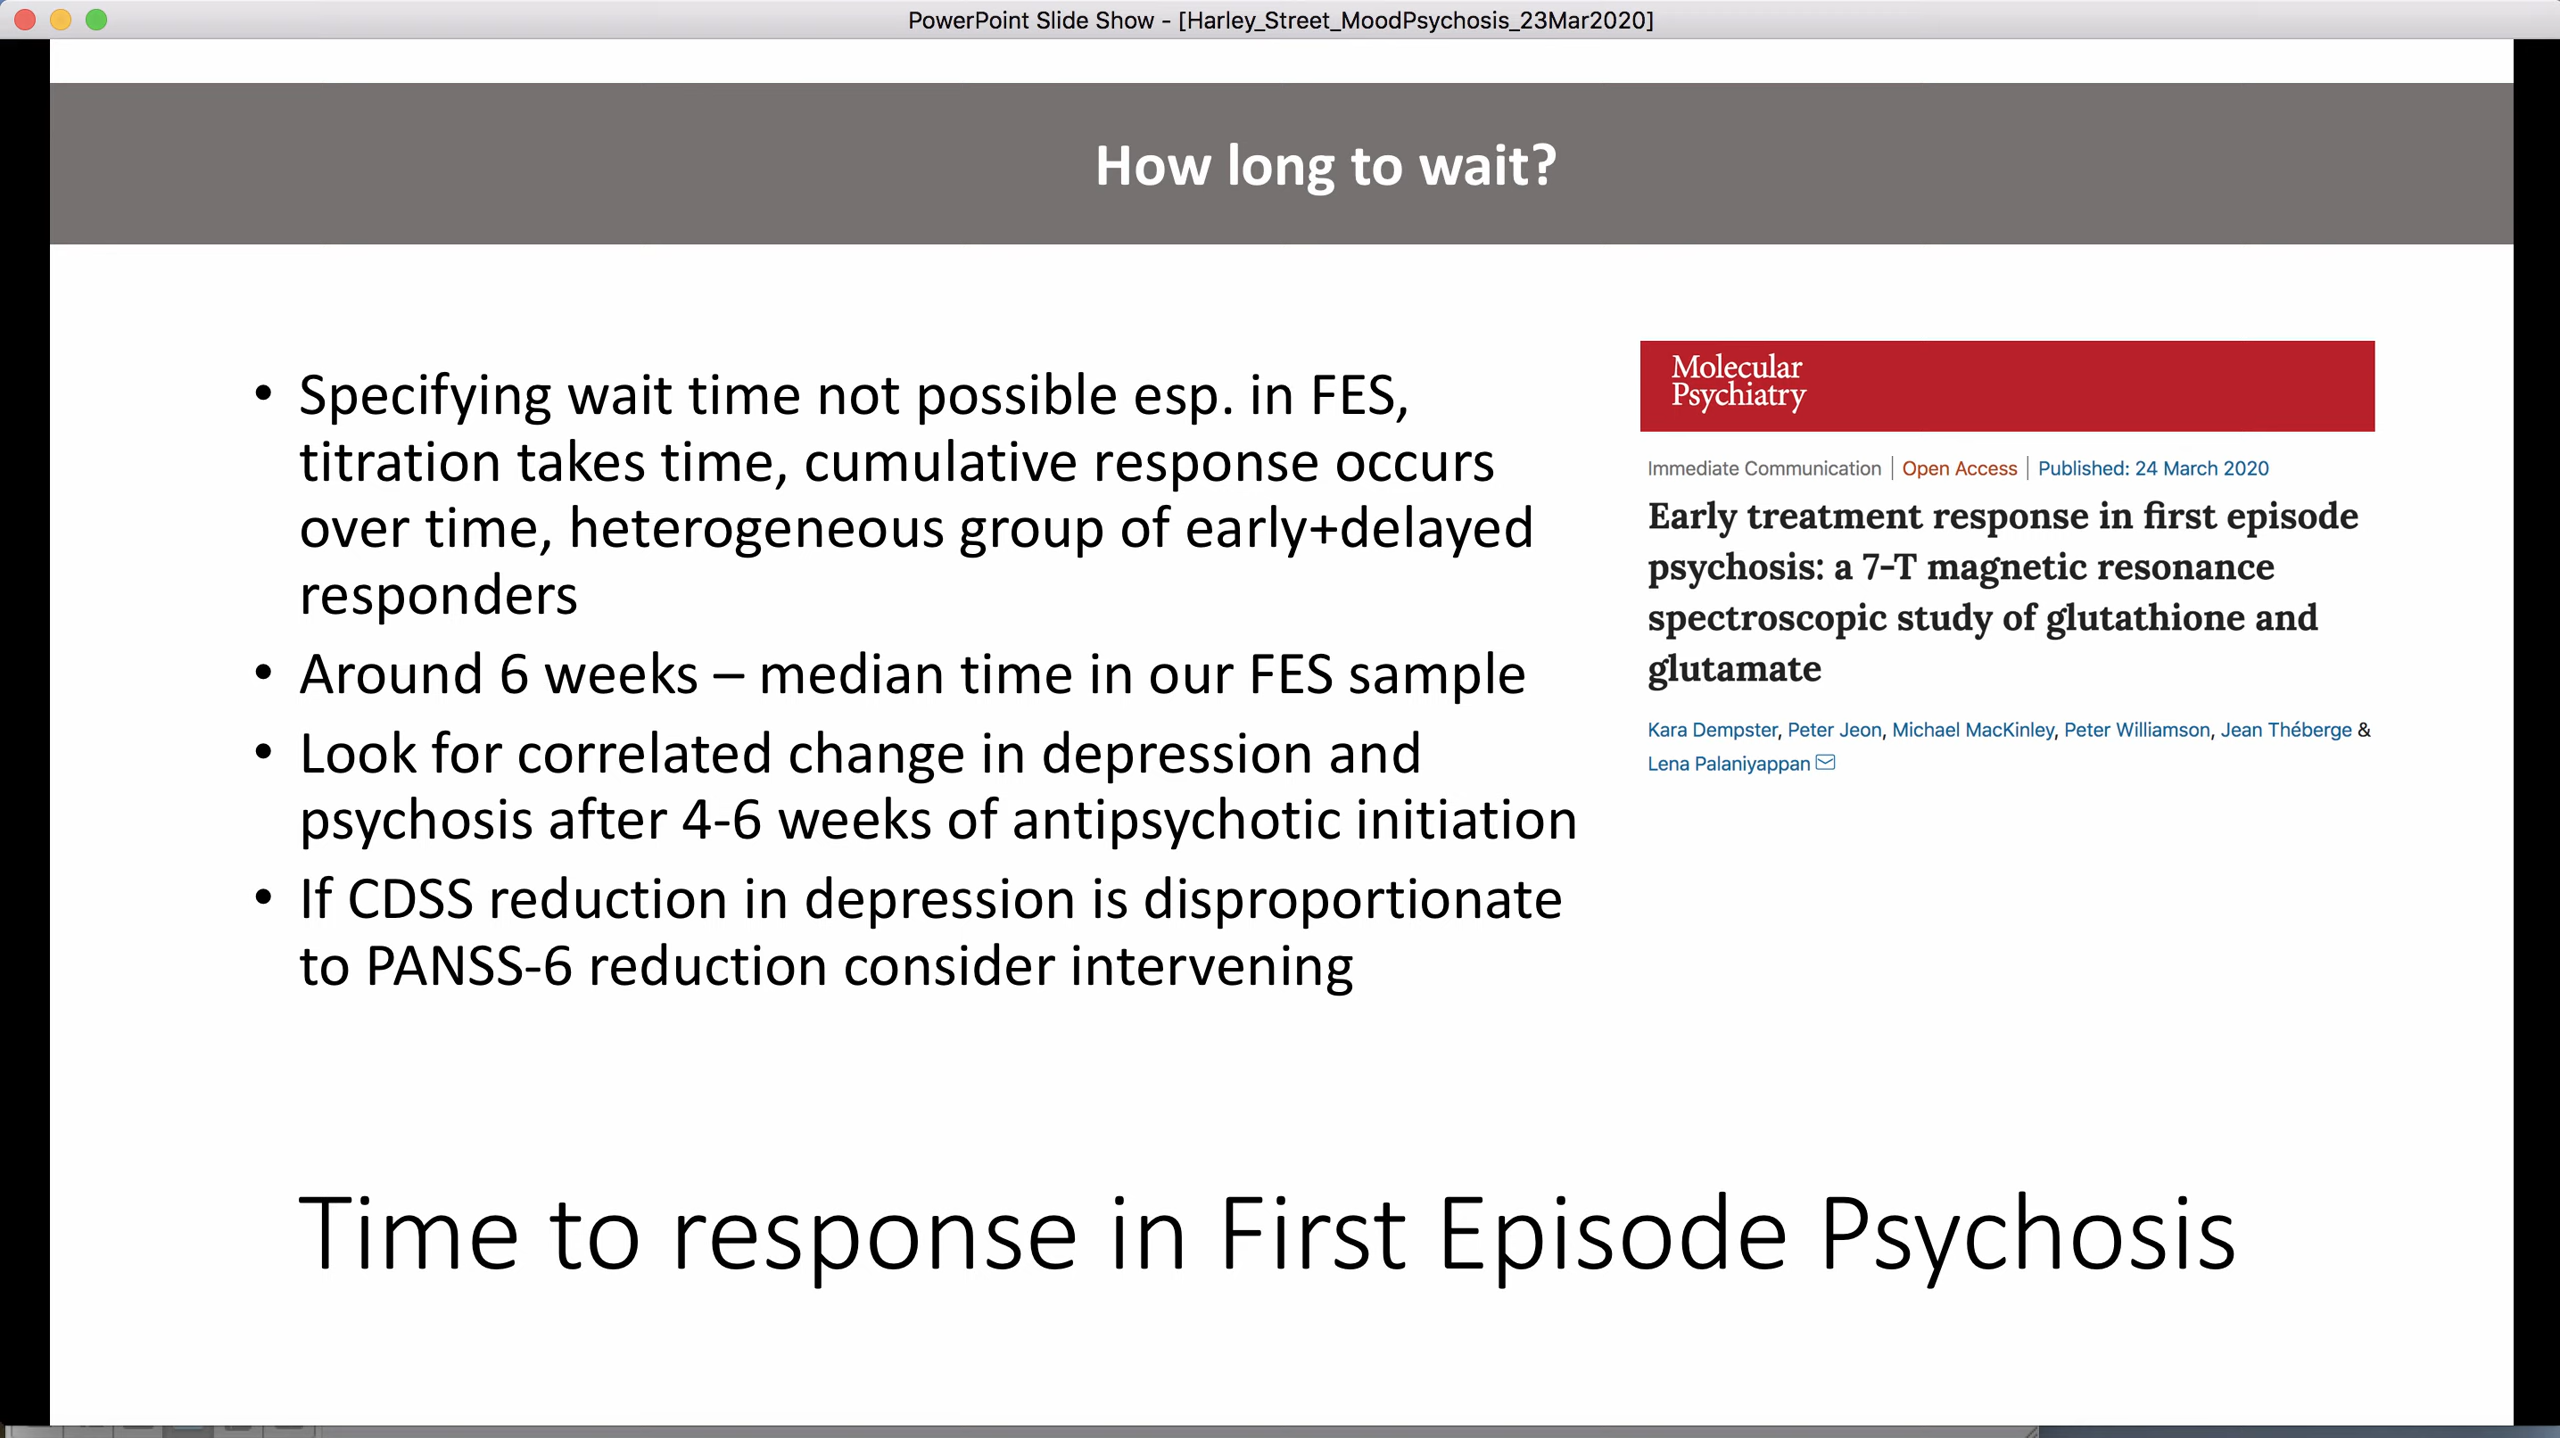 PowerPoint Slide Show - [Harley_Street_MoodPsychosis_23Mar2020]
How long to wait?
• Specifying wait time not possible esp. in FES,
titration takes time, cumulative response occurs
over time, heterogeneous group of early+delayed
responders
• Around 6 weeks – median time in our FES sample
• Look for correlated change in depression and
psychosis after 4-6 weeks of antipsychotic initiation
• If CDSS reduction in depression is disproportionate
to PANSS-6 reduction consider intervening
Molecular
Psychiatry
Immediate Communication | Open Access | Published: 24 March 2020
Early treatment response in first episode
psychosis: a 7-T magnetic resonance
spectroscopic study of glutathione and
glutamate
Kara Dempster, Peter Jeon, Michael MacKinley, Peter Williamson, Jean Théberge &
Lena Palaniyappan
Time to response in First Episode Psychosis